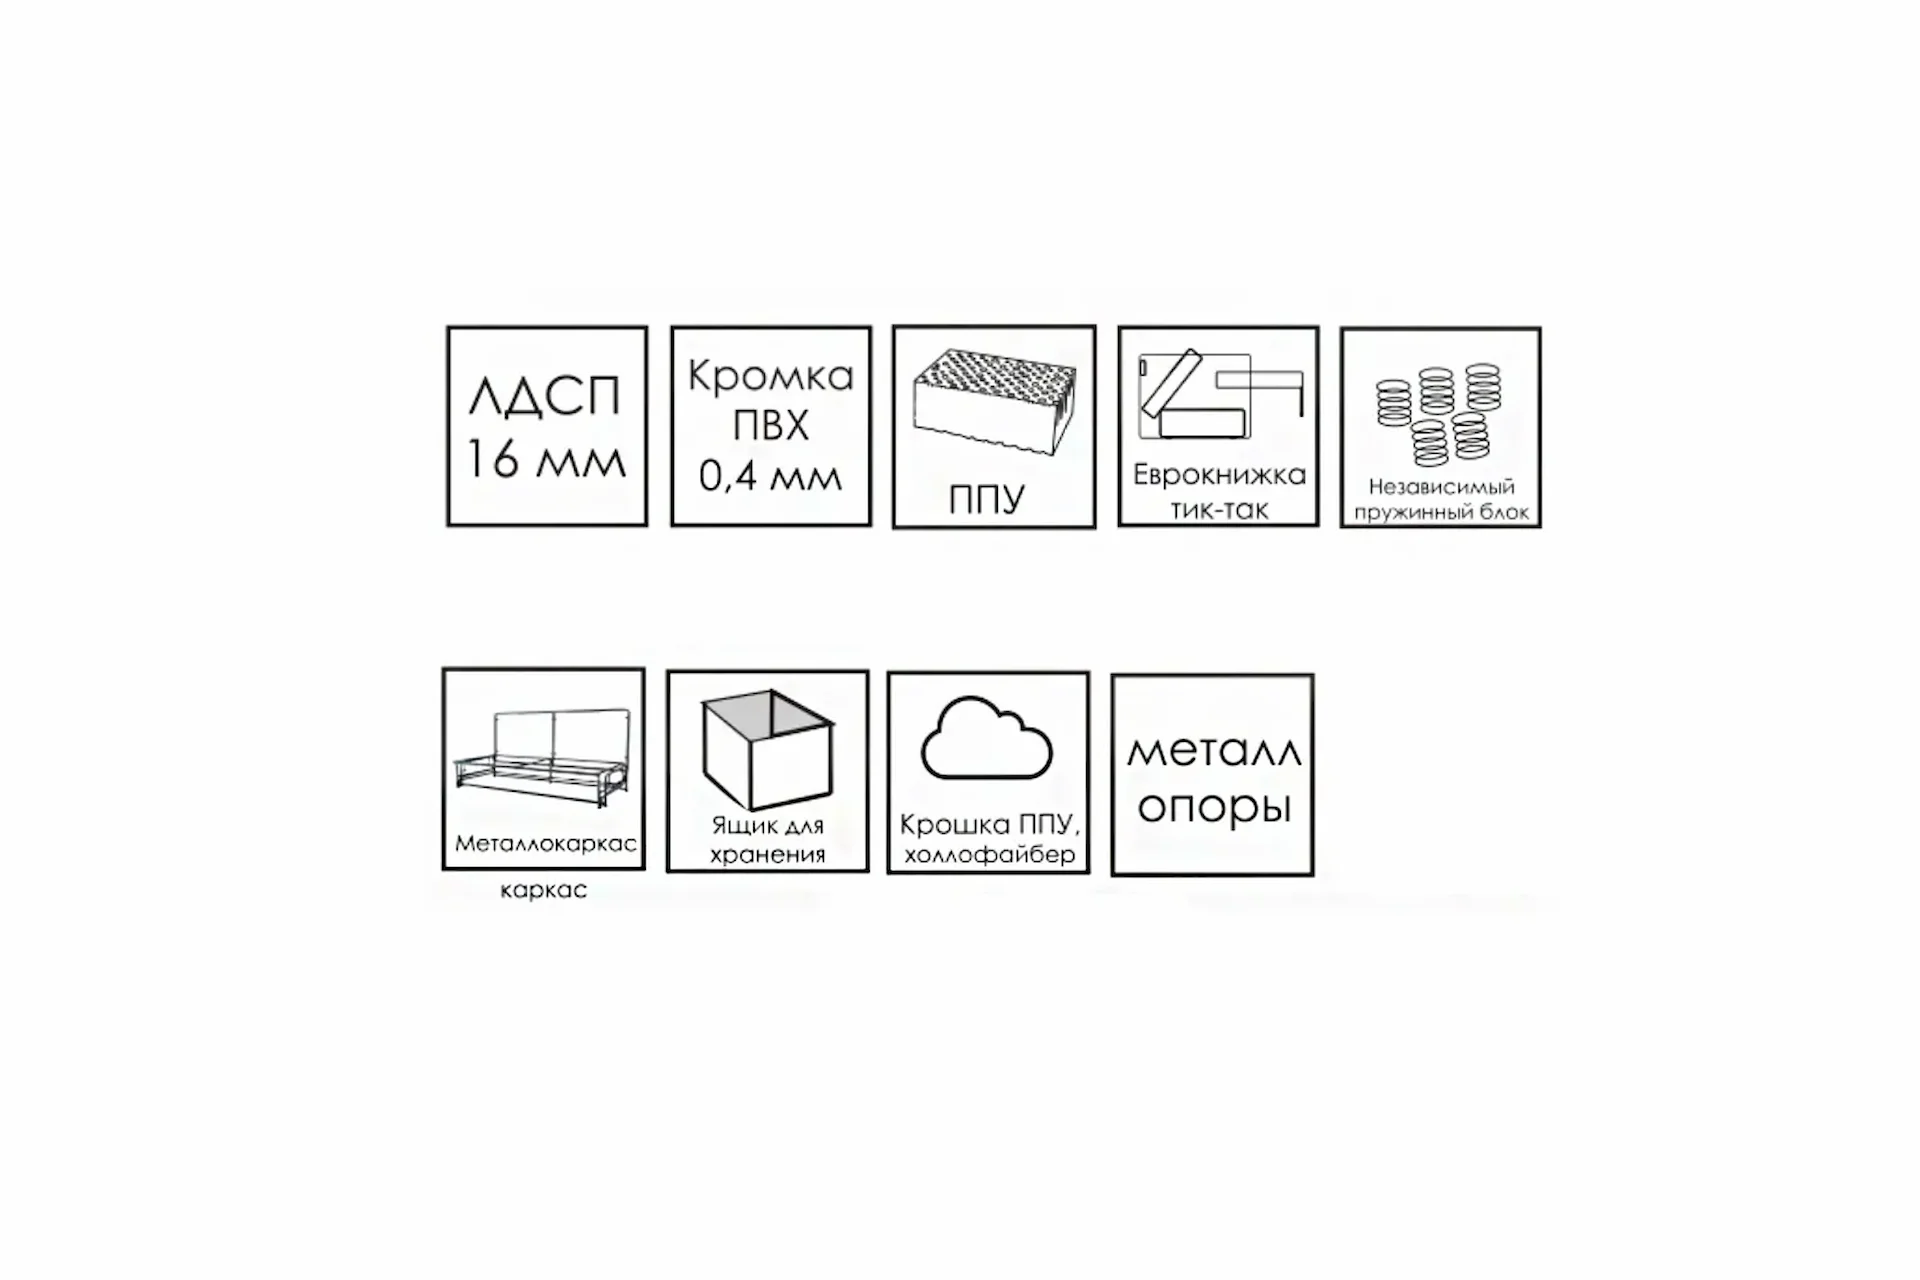 ЛДСП
16 мм
Кромка
ПВХ
0,4 мм
ППУ
Еврокнижка
тик-так
Независимый
пружинный блок
Металлокаркас
каркас
Ящик для
хранения
Крошка ППУ,
холлофайбер
металл
опоры